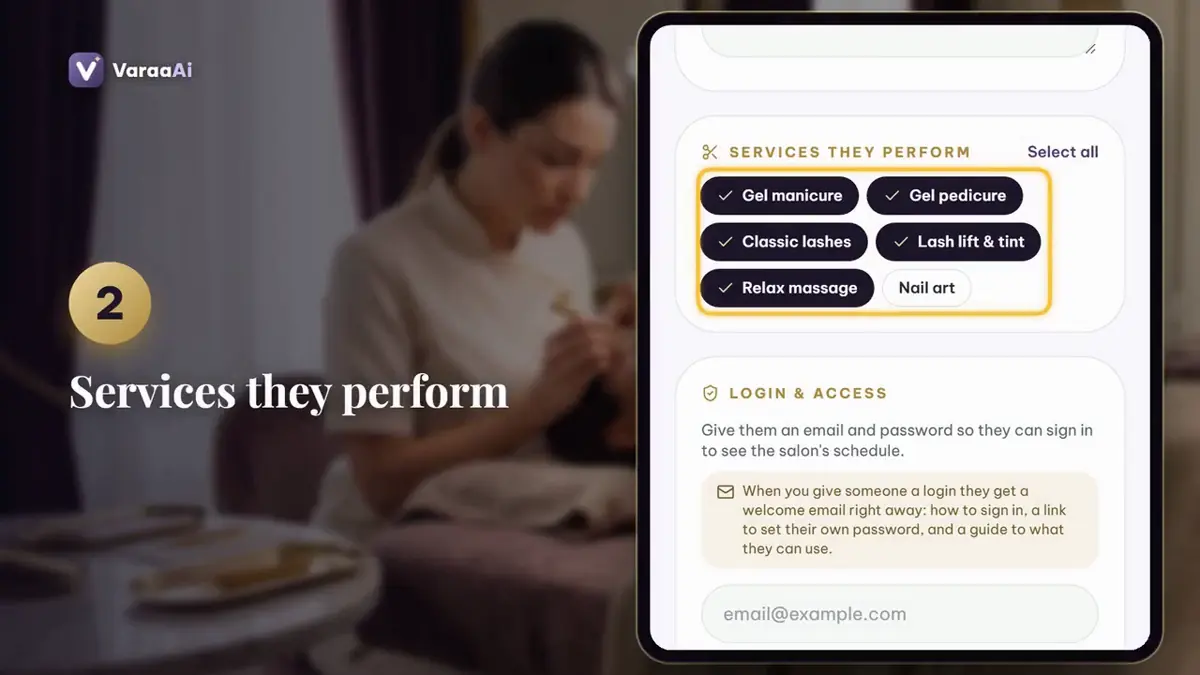 VaraaAi
2
Services they perform
SERVICES THEY PERFORM
Select all
Gel manicure
Gel pedicure
Classic lashes
Lash lift & tint
Relax massage
Nail art
LOGIN & ACCESS
Give them an email and password so they can sign in
to see the salon's schedule.
When you give someone a login they get a
welcome email right away: how to sign in, a link
to set their own password, and a guide to what
they can use.
email@example.com